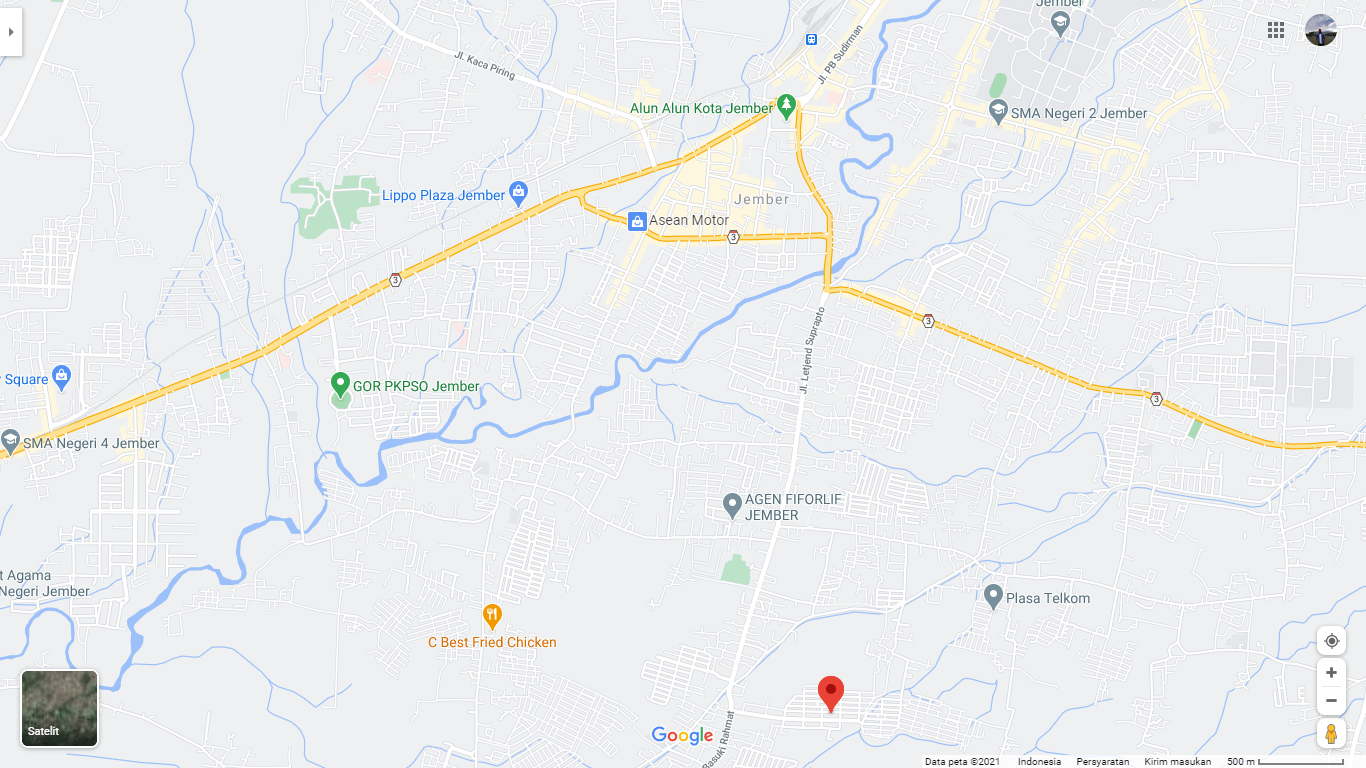 Jember
Jl. PB Sudirman
Jl. Kaca Piring
Alun Alun Kota Jember
SMA Negeri 2 Jember
Lippo Plaza Jember
Jember
Asean Motor
3
3
3
Jl. Letjend Suprapto
Square
GOR PKPSO Jember
3
SMA Negeri 4 Jember
AGEN FIFORLIF
JEMBER
t Agama
Negeri Jember
Plasa Telkom
C Best Fried Chicken
Satelit
Google
Basuki Rahmat
Data peta ©2021 Indonesia Persyaratan Kirim masukan 500 m